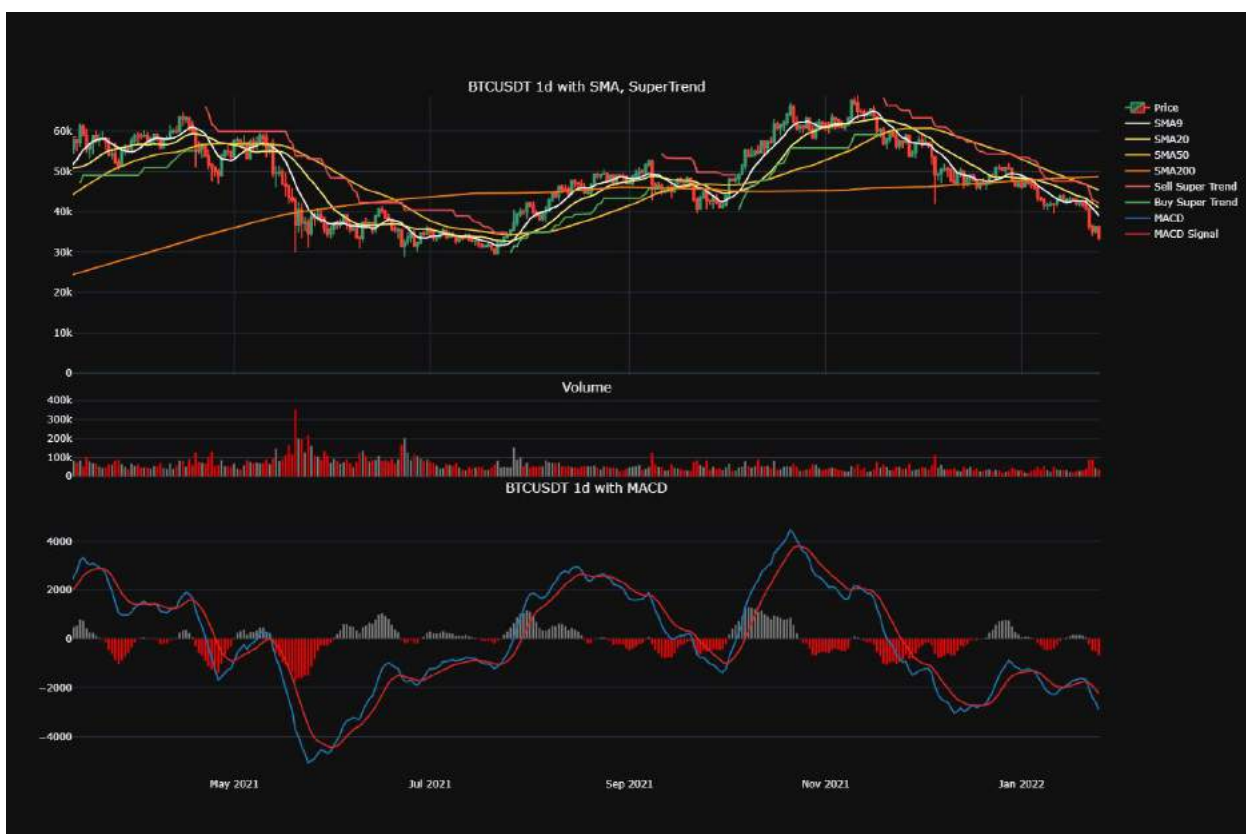 BTCUSDT 1d with SMA, SuperTrend
60k
50k
40k
30k
20k
10k
0
Price
SMA9
SMA20
SMA50
SMA200
Sell Super Trend
Buy Super Trend
MACD
MACD Signal
Volume
400k
300k
200k
100k
0
BTCUSDT 1d with MACD
4000
2000
0
−2000
−4000
May 2021
Jul 2021
Sep 2021
Nov 2021
Jan 2022